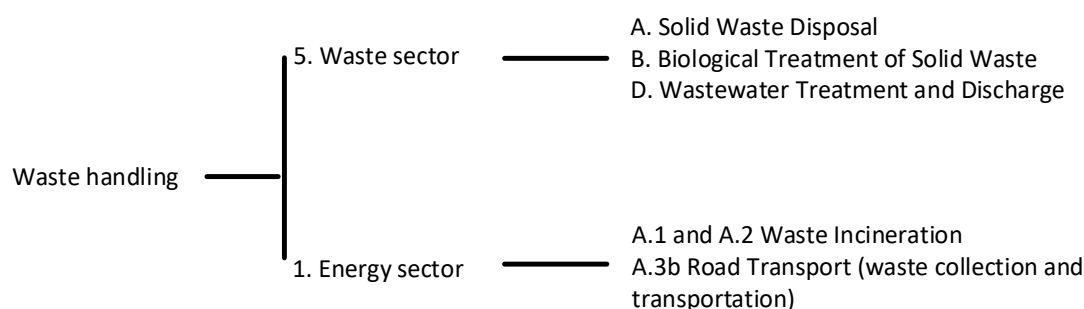 A. Solid Waste Disposal
5. Waste sector
B. Biological Treatment of Solid Waste
D. Wastewater Treatment and Discharge
Waste handling
A.1 and A.2 Waste Incineration
1. Energy sector
A.3b Road Transport (waste collection and
transportation)